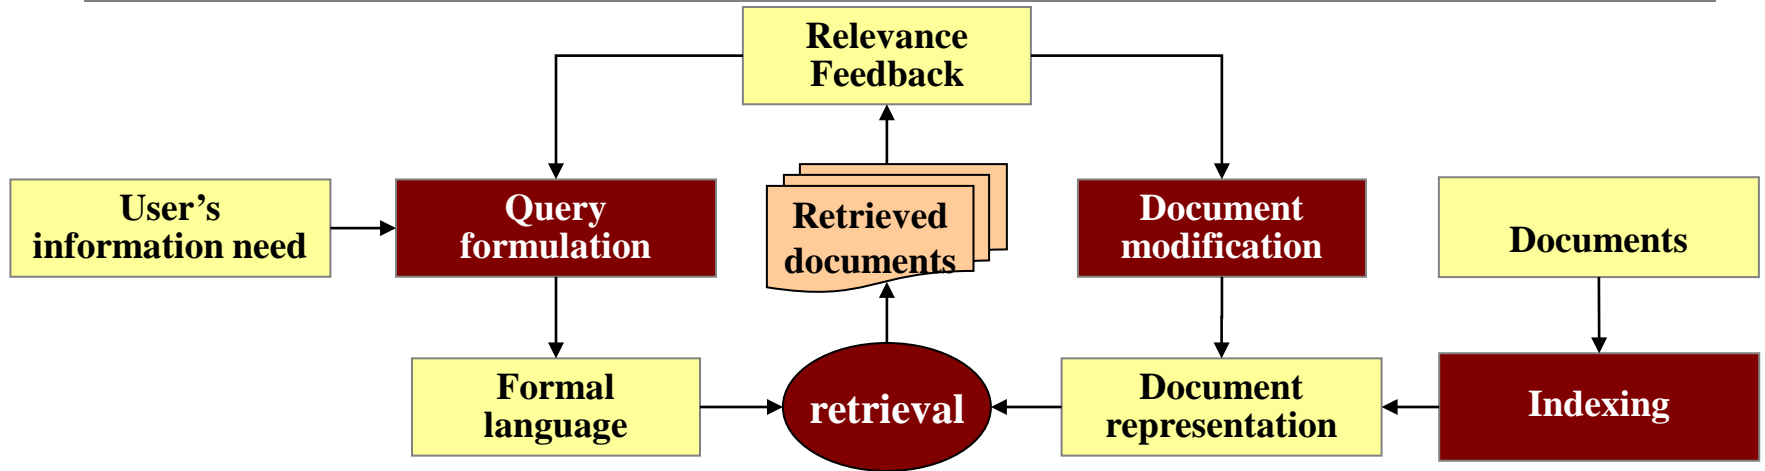 Relevance
Feedback
User’s
information need
Query
formulation
Retrieved
documents
Document
modification
Documents
Formal
language
retrieval
Document
representation
Indexing